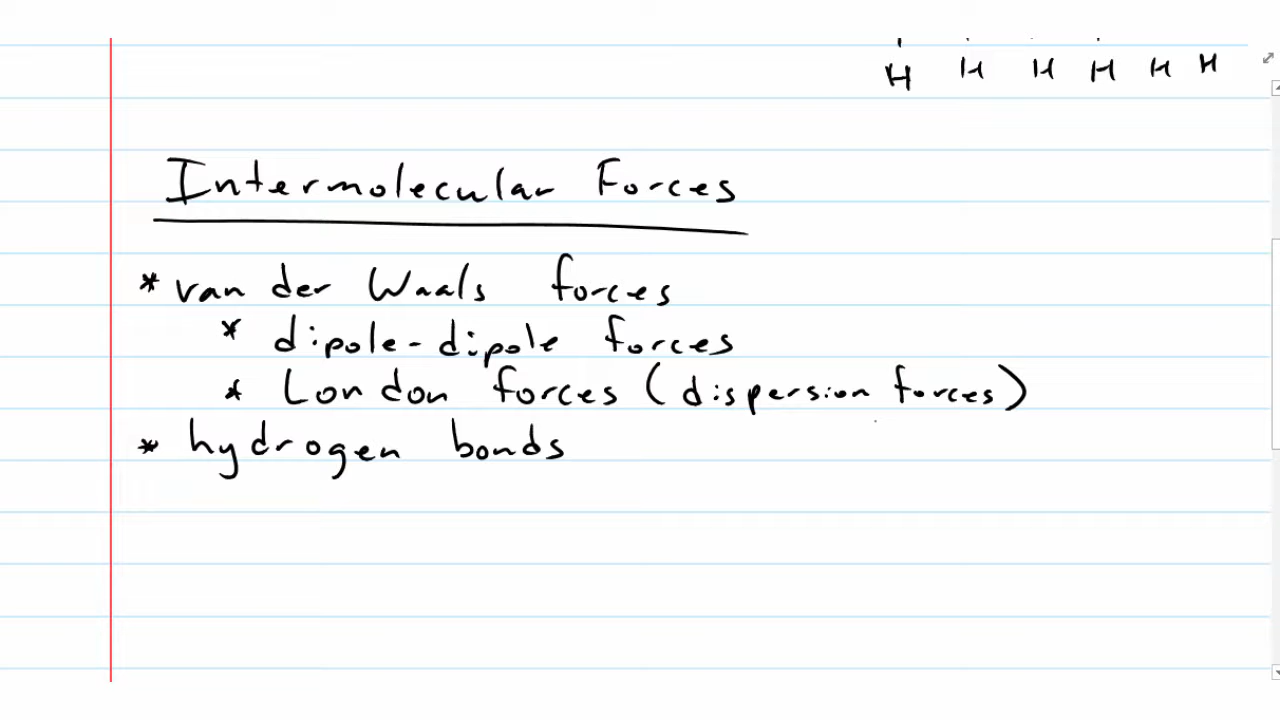 H H H H H H
Intermolecular Forces
* van der Waals forces
* dipole-dipole forces
* London forces (dispersion forces)
* hydrogen bonds